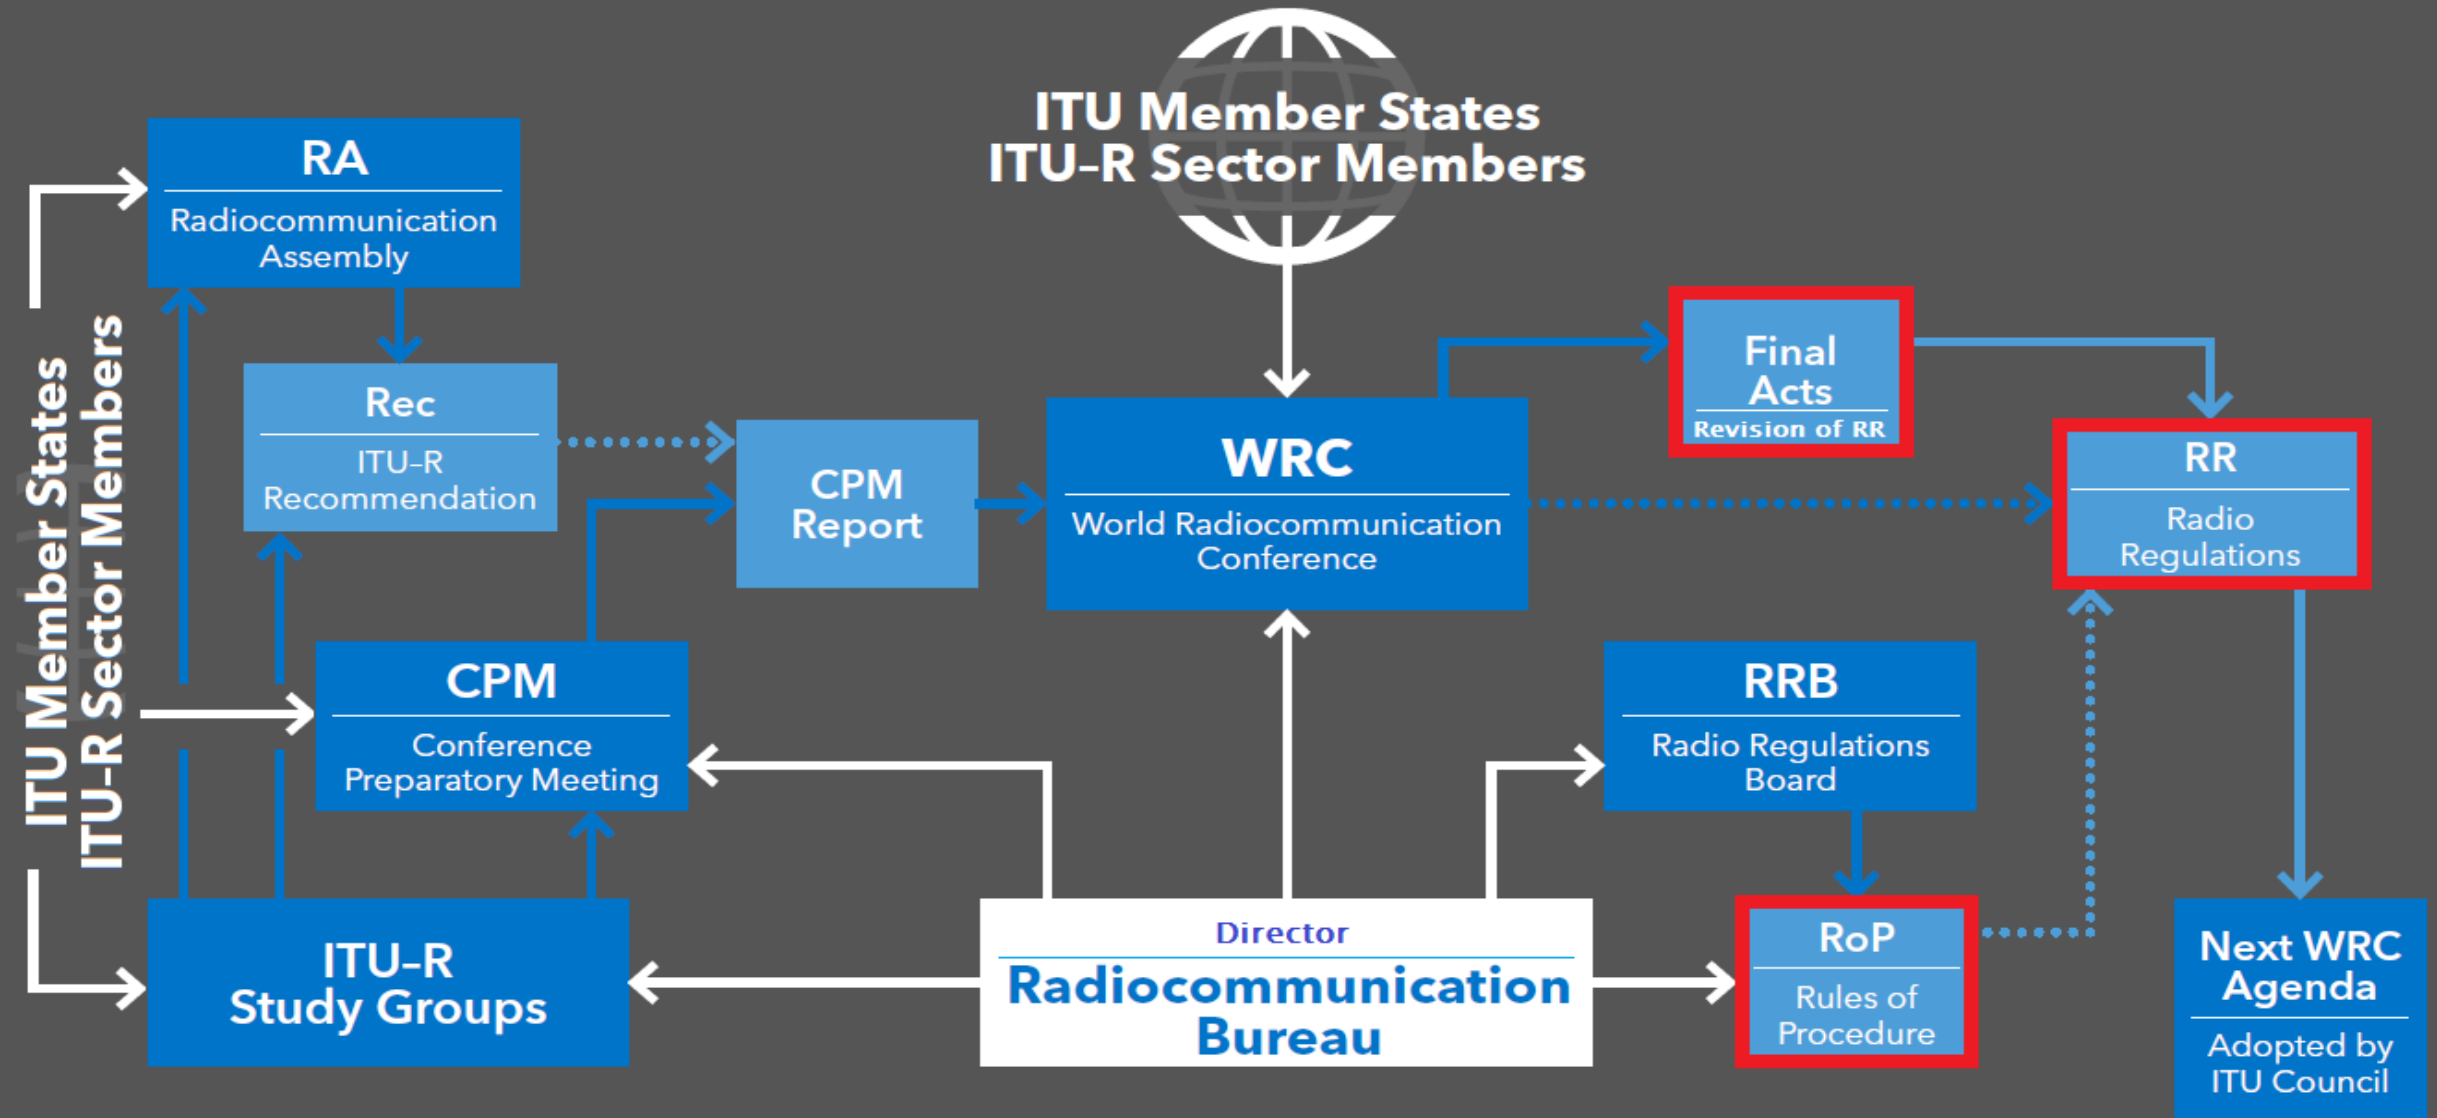 ITU Member States
ITU-R Sector Members
RA
Radiocommunication
Assembly
Rec
ITU-R
Recommendation
CPM
Report
WRC
World Radiocommunication
Conference
Final
Acts
Revision of RR
RR
Radio
Regulations
ITU Member States
ITU-R Sector Members
CPM
Conference
Preparatory Meeting
RRB
Radio Regulations
Board
ITU-R
Study Groups
Director
Radiocommunication
Bureau
RoP
Rules of
Procedure
Next WRC
Agenda
Adopted by
ITU Council